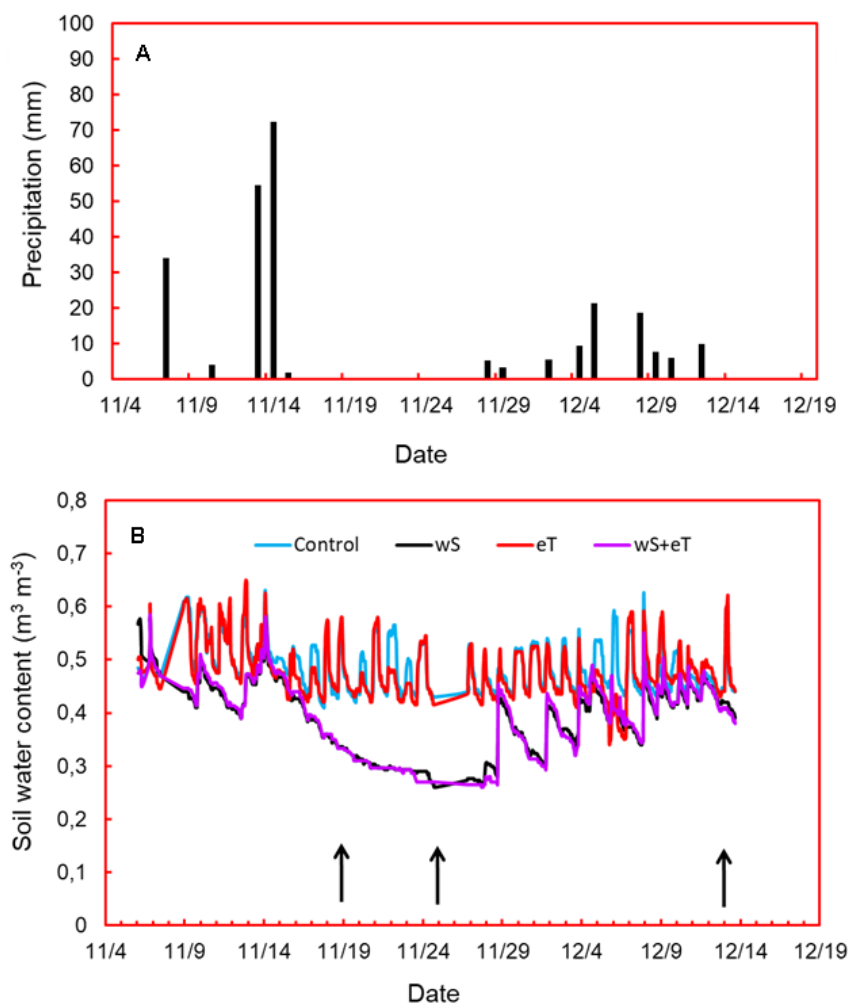 A
Precipitation (mm)
100
90
80
70
60
50
40
30
20
10
0
11/4 11/9 11/14 11/19 11/24 11/29 12/4 12/9 12/14 12/19
Date
B
Control wS eT wS+eT
Soil water content (m³ m⁻³)
0,8
0,7
0,6
0,5
0,4
0,3
0,2
0,1
0
11/4 11/9 11/14 11/19 11/24 11/29 12/4 12/9 12/14 12/19
Date